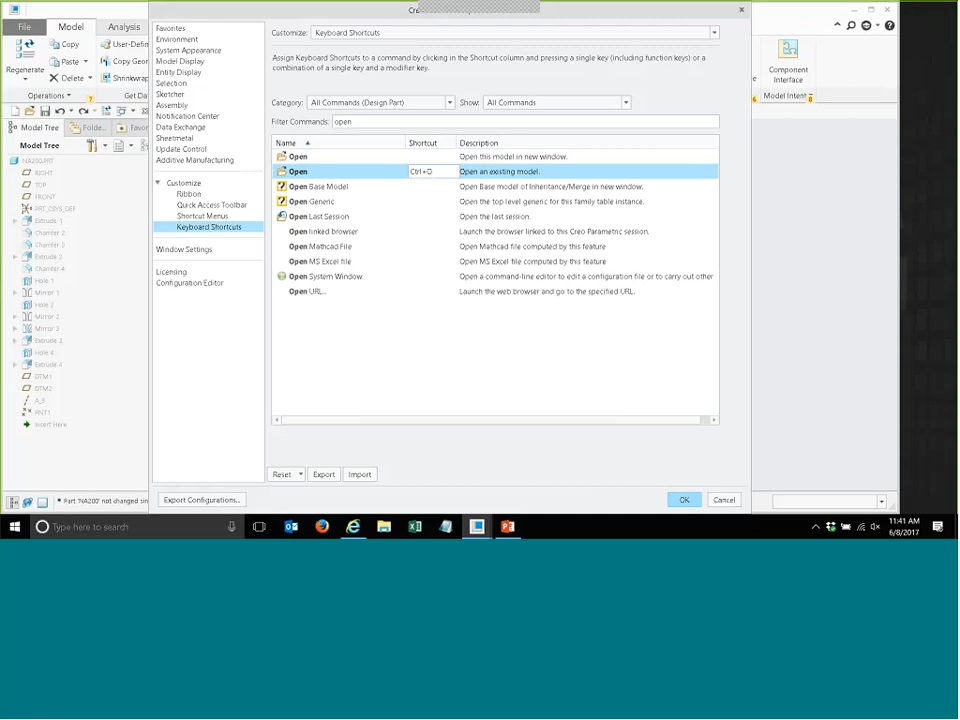 Cre
File
Model
Analysis
Regenerate
Copy
Paste
Delete
User-Defin
Copy Geor
Shrinkwrap
Operations
7
Get Da
Model Tree
Folde..
Favor
Model Tree
NA200.PRT
RIGHT
TOP
FRONT
PRT_CSYS_DEF
Extrude 1
Chamfer 2
Chamfer 3
Extrude 2
Chamfer 4
Hole 1
Mirror 1
Hole 2
Mirror 2
Mirror 3
Extrude 3
Hole 4
Extrude 4
DTM1
DTM2
PNT1
Insert Here
Favorites
Environment
System Appearance
Model Display
Entity Display
Selection
Sketcher
Assembly
Notification Center
Data Exchange
Sheetmetal
Update Control
Additive Manufacturing
Customize
Ribbon
Quick Access Toolbar
Shortcut Menus
Keyboard Shortcuts
Window Settings
Licensing
Configuration Editor
Customize: Keyboard Shortcuts
Assign Keyboard Shortcuts to a command by clicking in the Shortcut column and pressing a single key (including function keys) or a
combination of a single key and a modifier key.
Category: All Commands (Design Part) Show: All Commands
Filter Commands: open
Name Shortcut Description
Open Open this model in new window.
Open Ctrl+O Open an existing model.
Open Base Model Open Base model of Inheritance/Merge in new window.
Open Generic Open the top level generic for this family table instance.
Open Last Session Open the last session.
Open linked browser Launch the browser linked to this Creo Parametric session.
Open Mathcad File Open Mathcad file computed by this feature
Open MS Excel file Open MS Excel file computed by this feature
Open System Window Open a command-line editor to edit a configuration file or to carry out other
Open URL... Launch the web browser and go to the specified URL.
Reset Export Import
Export Configurations... OK Cancel
Component
Interface
Model Intent
8
• Part 'NA200' not changed sin
Type here to search
11:41 AM
6/8/2017